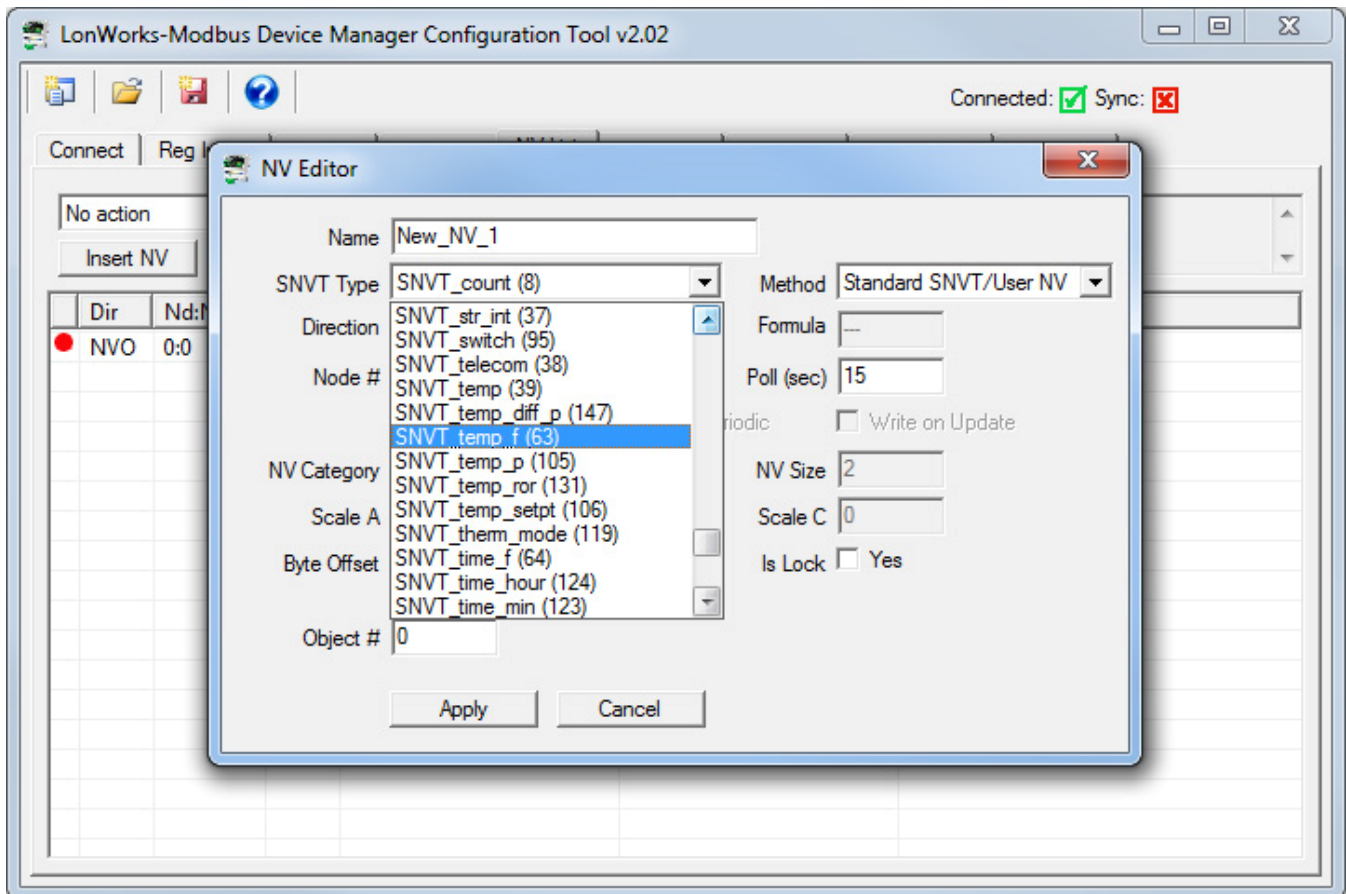 LonWorks-Modbus Device Manager Configuration Tool v2.02
Connected: Sync:
Connect Reg
NV Editor
No action
Insert NV
Name New_NV_1
SNVT Type SNVT_count (8) Method Standard SNVT/User NV
Dir Nd:
NVO 0:0
Direction Formula ---
Node # Poll (sec) 15
Write on Update
NV Category NV Size 2
Scale A Scale C 0
Byte Offset Is Lock Yes
SNVT_str_int (37)
SNVT_switch (95)
SNVT_telecom (38)
SNVT_temp (39)
SNVT_temp_diff_p (147)
SNVT_temp_f (63)
SNVT_temp_p (105)
SNVT_temp_ror (131)
SNVT_temp_setpt (106)
SNVT_therm_mode (119)
SNVT_time_f (64)
SNVT_time_hour (124)
SNVT_time_min (123)
Object # 0
Apply Cancel